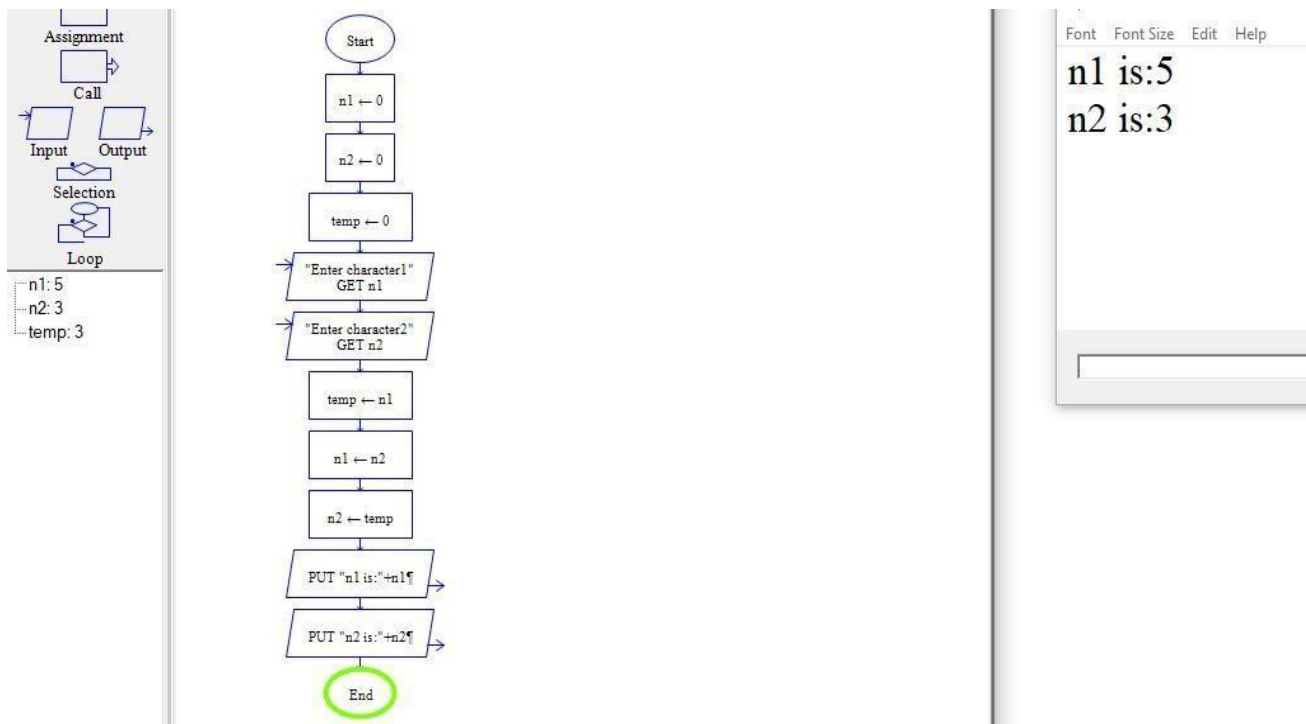 Assignment
Call
Input Output
Selection
Loop
n1: 5
n2: 3
temp: 3
Start
n1 ← 0
n2 ← 0
temp ← 0
"Enter character1"
GET n1
"Enter character2"
GET n2
temp ← n1
n1 ← n2
n2 ← temp
PUT "n1 is:"+n1¶
PUT "n2 is:"+n2¶
End
Font Font Size Edit Help
n1 is:5
n2 is:3